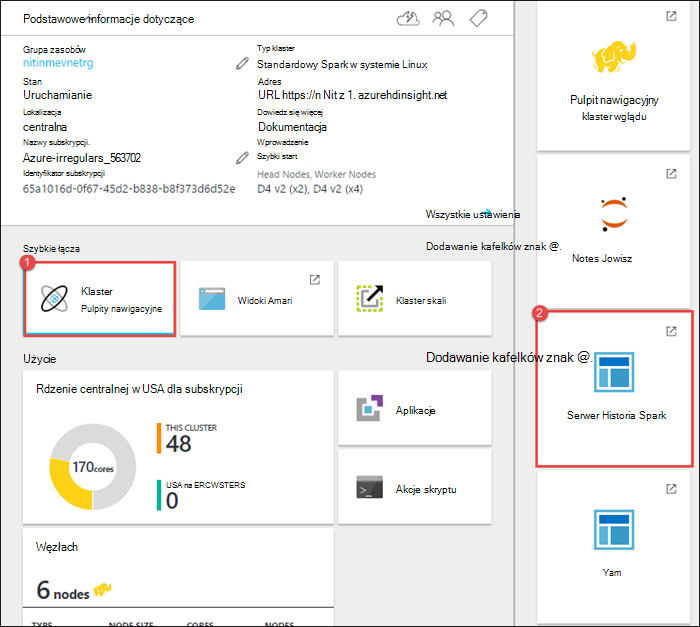 Podstawowe informacje dotyczące
Grupa zasobów
nitinmevnetrg
Stan
Uruchamianie
Lokalizacja
centralna
Nazwy subskrypcji.
Azure-irregulars_563702
Identyfikator subskrypcji
65a1016d-0f67-45d2-b838-b8f373d6d52e
Typ klaster
Standardowy Spark w systemie Linux
Adres
URL https://n Nit z 1. azurehdinsight.net
Dowiedz się więcej
Dokumentacja
Wprowadzenie
Szybki start
Head Nodes, Worker Nodes
D4 v2 (x2), D4 v2 (x4)
Wszystkie ustawienia
Szybkie łącza
Dodawanie kafelków znak @.
1
Klaster
Pulpity nawigacyjne
Widoki Amari
Klaster skali
Użycie
Dodawanie kafelków znak @.
Rdzenie centralnej w USA dla subskrypcji
170cores
THIS CLUSTER
48
USA na ERCWSTERS
0
Aplikacje
Akcje skryptu
Węzłach
6 nodes
TYPE NODE SIZE CORES NODES
Pulpit nawigacyjny
klaster wglądu
Notes Jowisz
2
Serwer Historia Spark
Yam